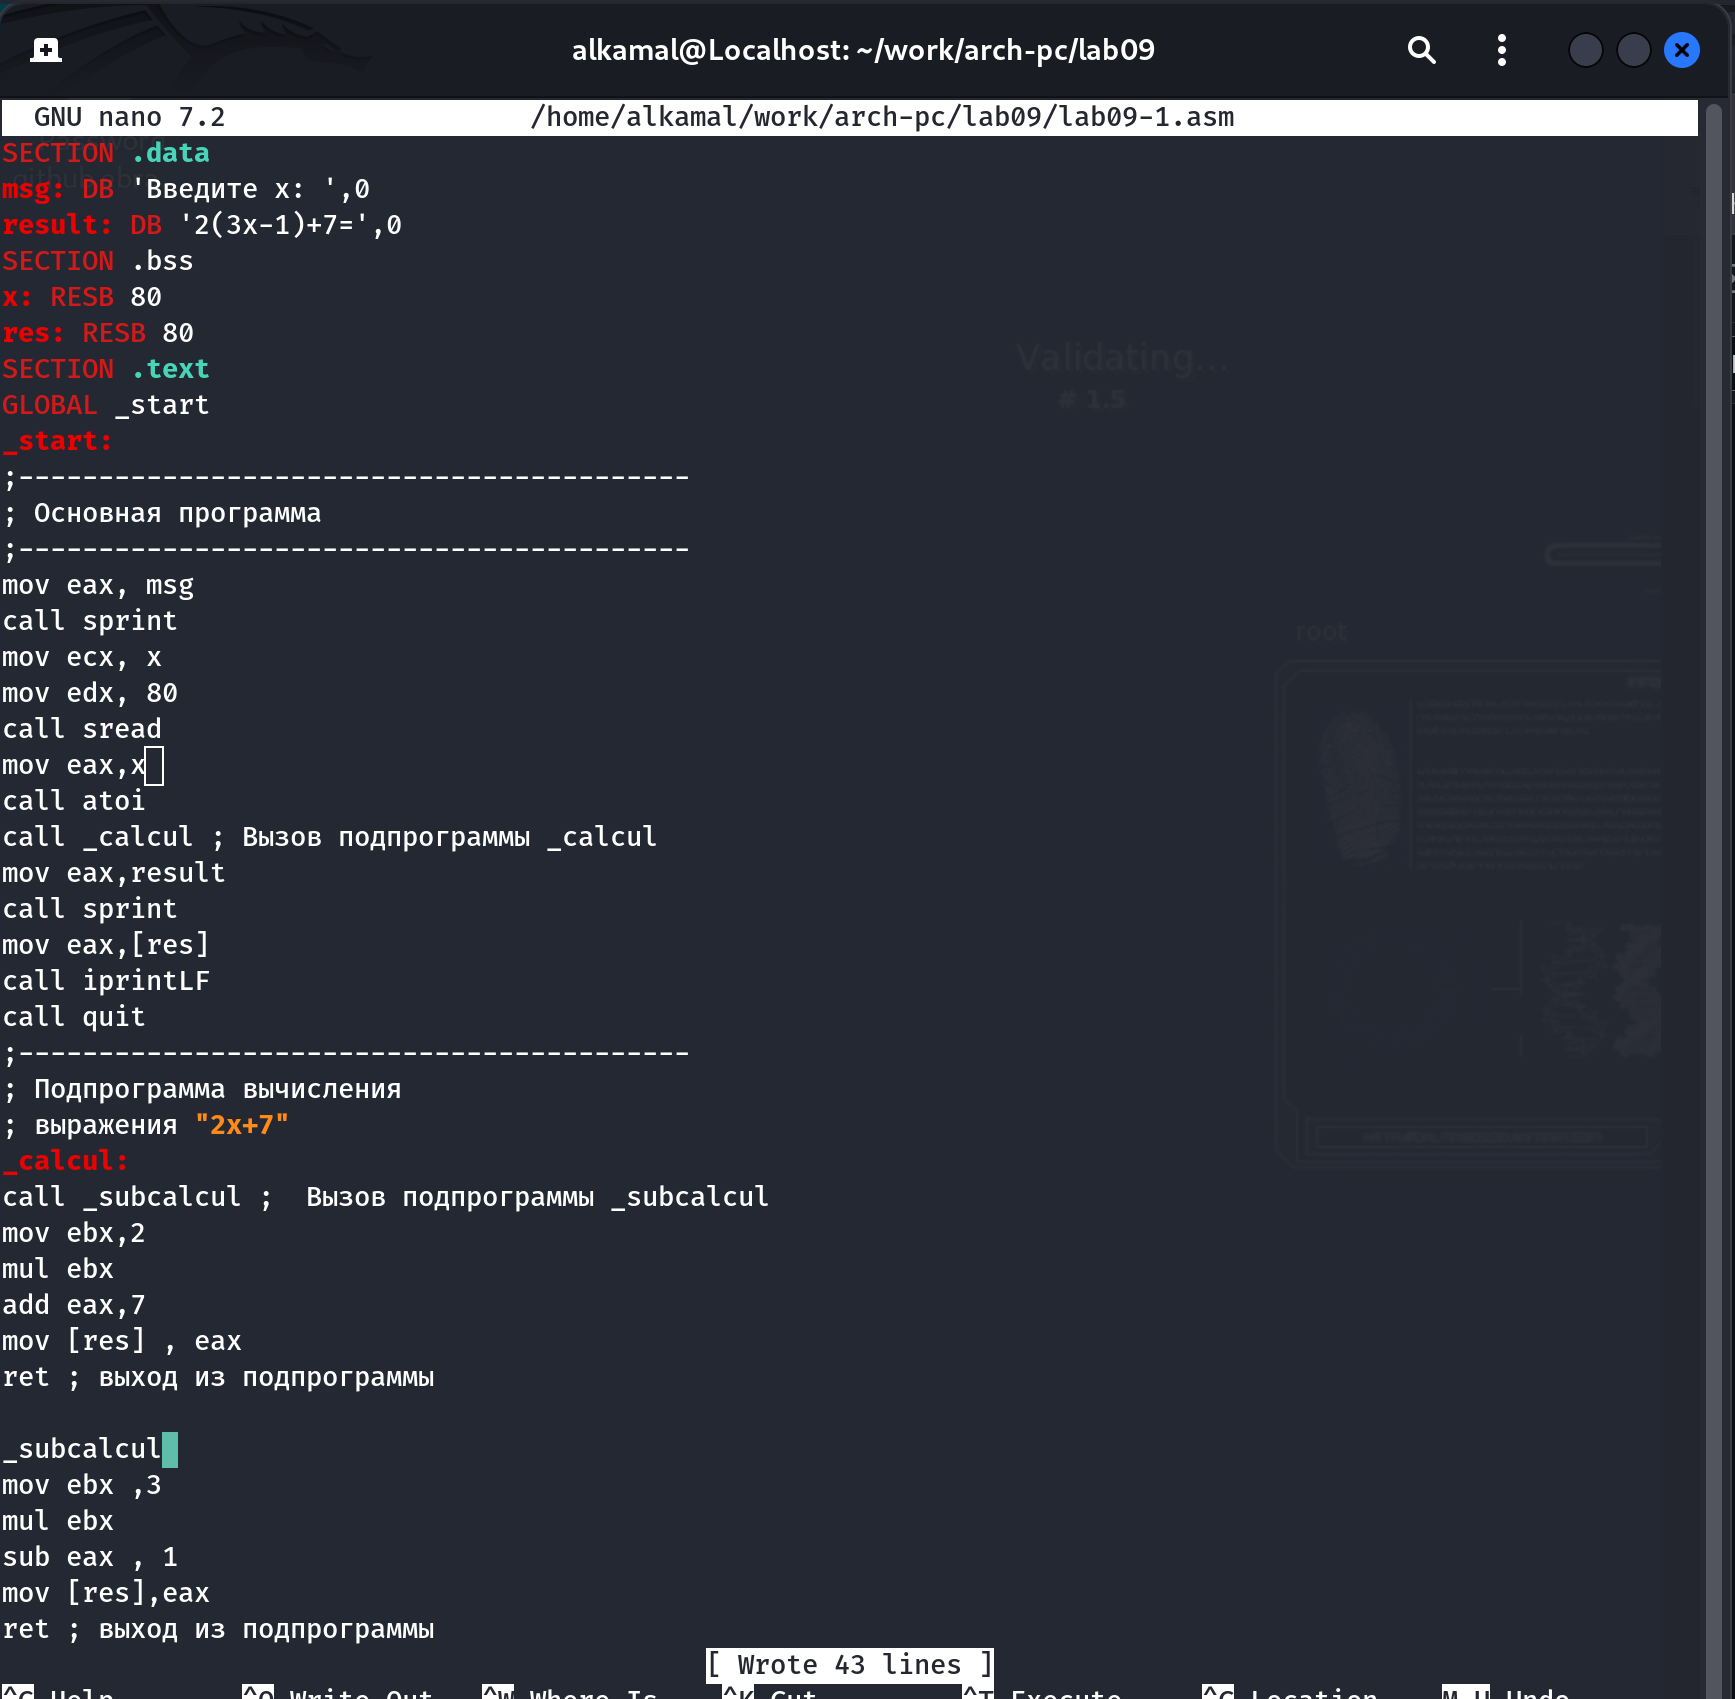 alkamal@Localhost: ~/work/arch-pc/lab09
GNU nano 7.2 /home/alkamal/work/arch-pc/lab09/lab09-1.asm
SECTION .data
msg: DB 'Введите x: ',0
result: DB '2(3x-1)+7=',0
SECTION .bss
x: RESB 80
res: RESB 80
SECTION .text
Validating...
# 1.5
GLOBAL _start
_start:
;------------------------------------------
; Основная программа
;------------------------------------------
mov eax, msg
call sprint
root
mov ecx, x
mov edx, 80
call sread
mov eax,x
call atoi
call _calcul ; Вызов подпрограммы _calcul
mov eax,result
call sprint
mov eax,[res]
call iprintLF
call quit
;------------------------------------------
; Подпрограмма вычисления
; выражения "2x+7"
_calcul:
call _subcalcul ;  Вызов подпрограммы _subcalcul
mov ebx,2
mul ebx
add eax,7
mov [res] , eax
ret ; выход из подпрограммы
_subcalcul
mov ebx ,3
mul ebx
sub eax , 1
mov [res],eax
ret ; выход из подпрограммы
[ Wrote 43 lines ]
^G Help ^O Write Out ^W Where Is ^K Cut ^T Execute ^C Location M-U Undo